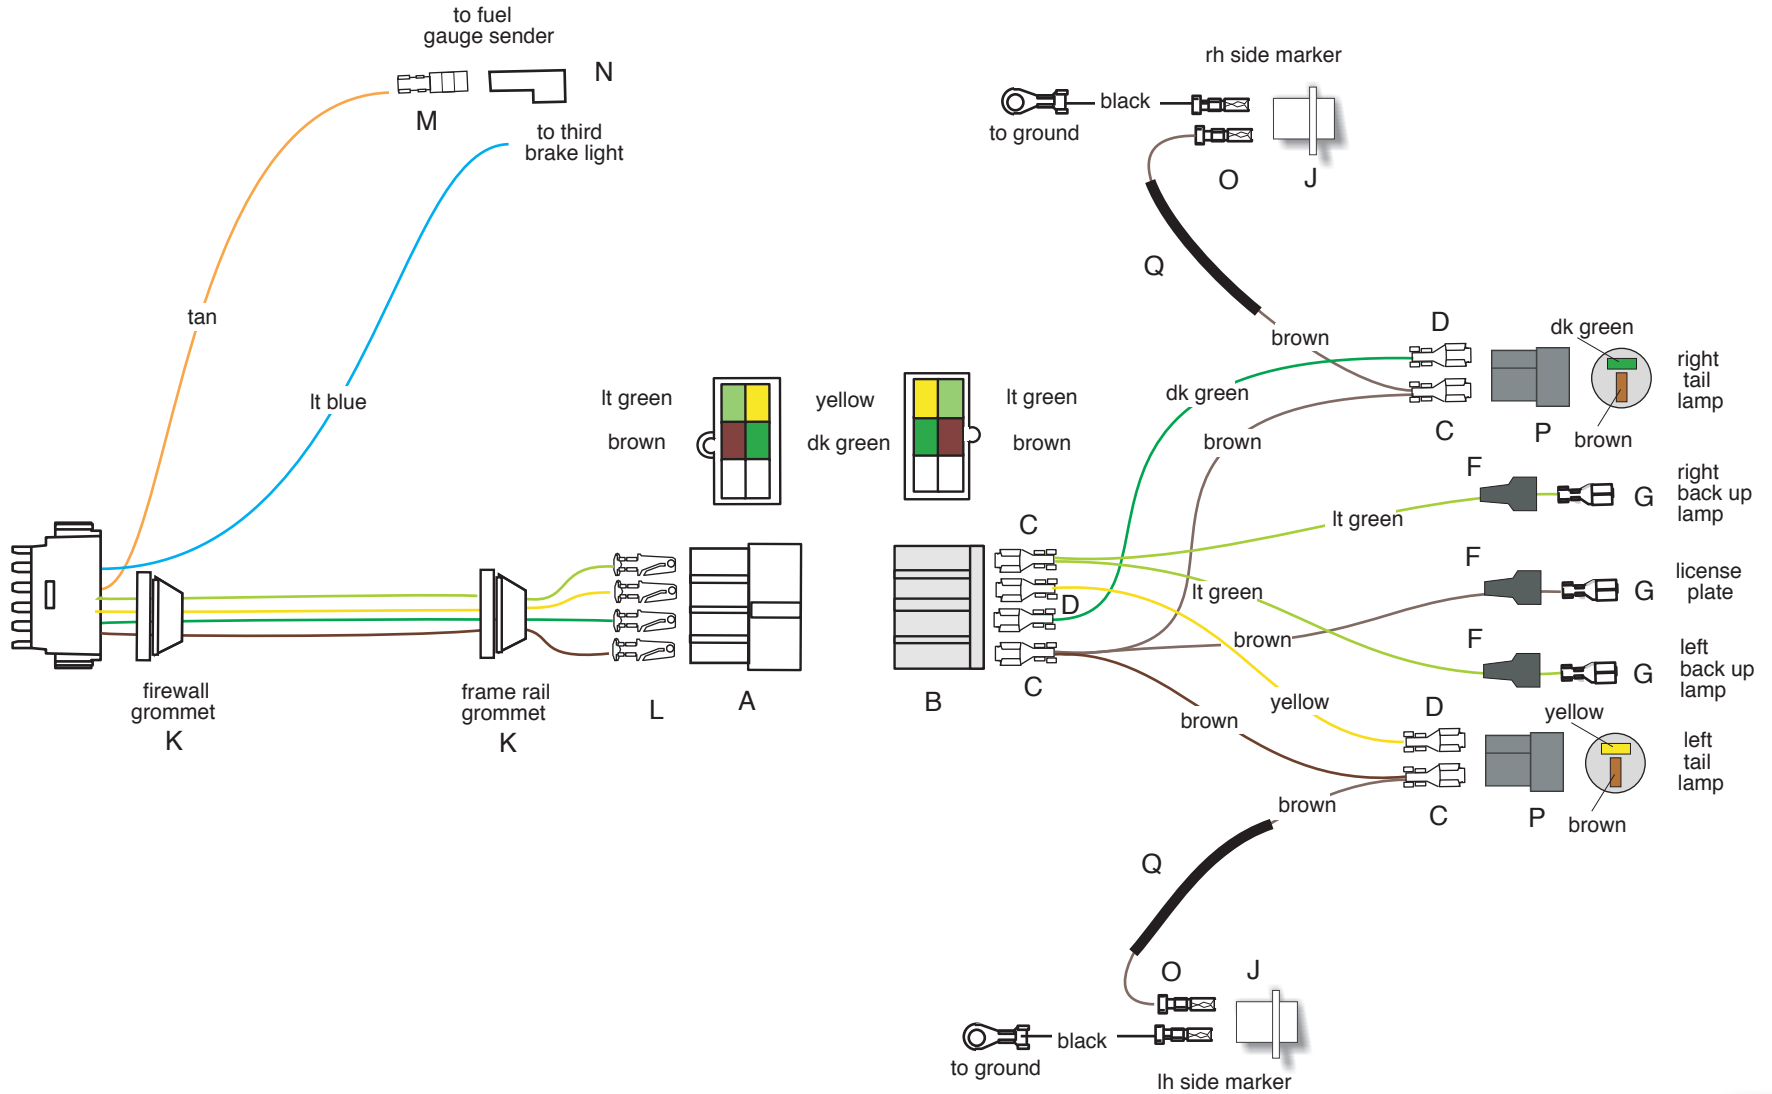 to fuel
gauge sender
N
M
to third
brake light
tan
lt blue
rh side marker
black
to ground
O
J
Q
brown
D
dk green
right
tail
lamp
dk green
brown
C
P
brown
lt green
yellow
lt green
brown
dk green
brown
F
right
back up
lamp
G
lt green
C
F
license
plate
G
lt green
D
brown
F
left
back up
lamp
G
C
firewall
grommet
K
frame rail
grommet
K
L
A
B
yellow
brown
D
yellow
left
tail
lamp
brown
C
P
brown
Q
O
J
black
to ground
lh side marker